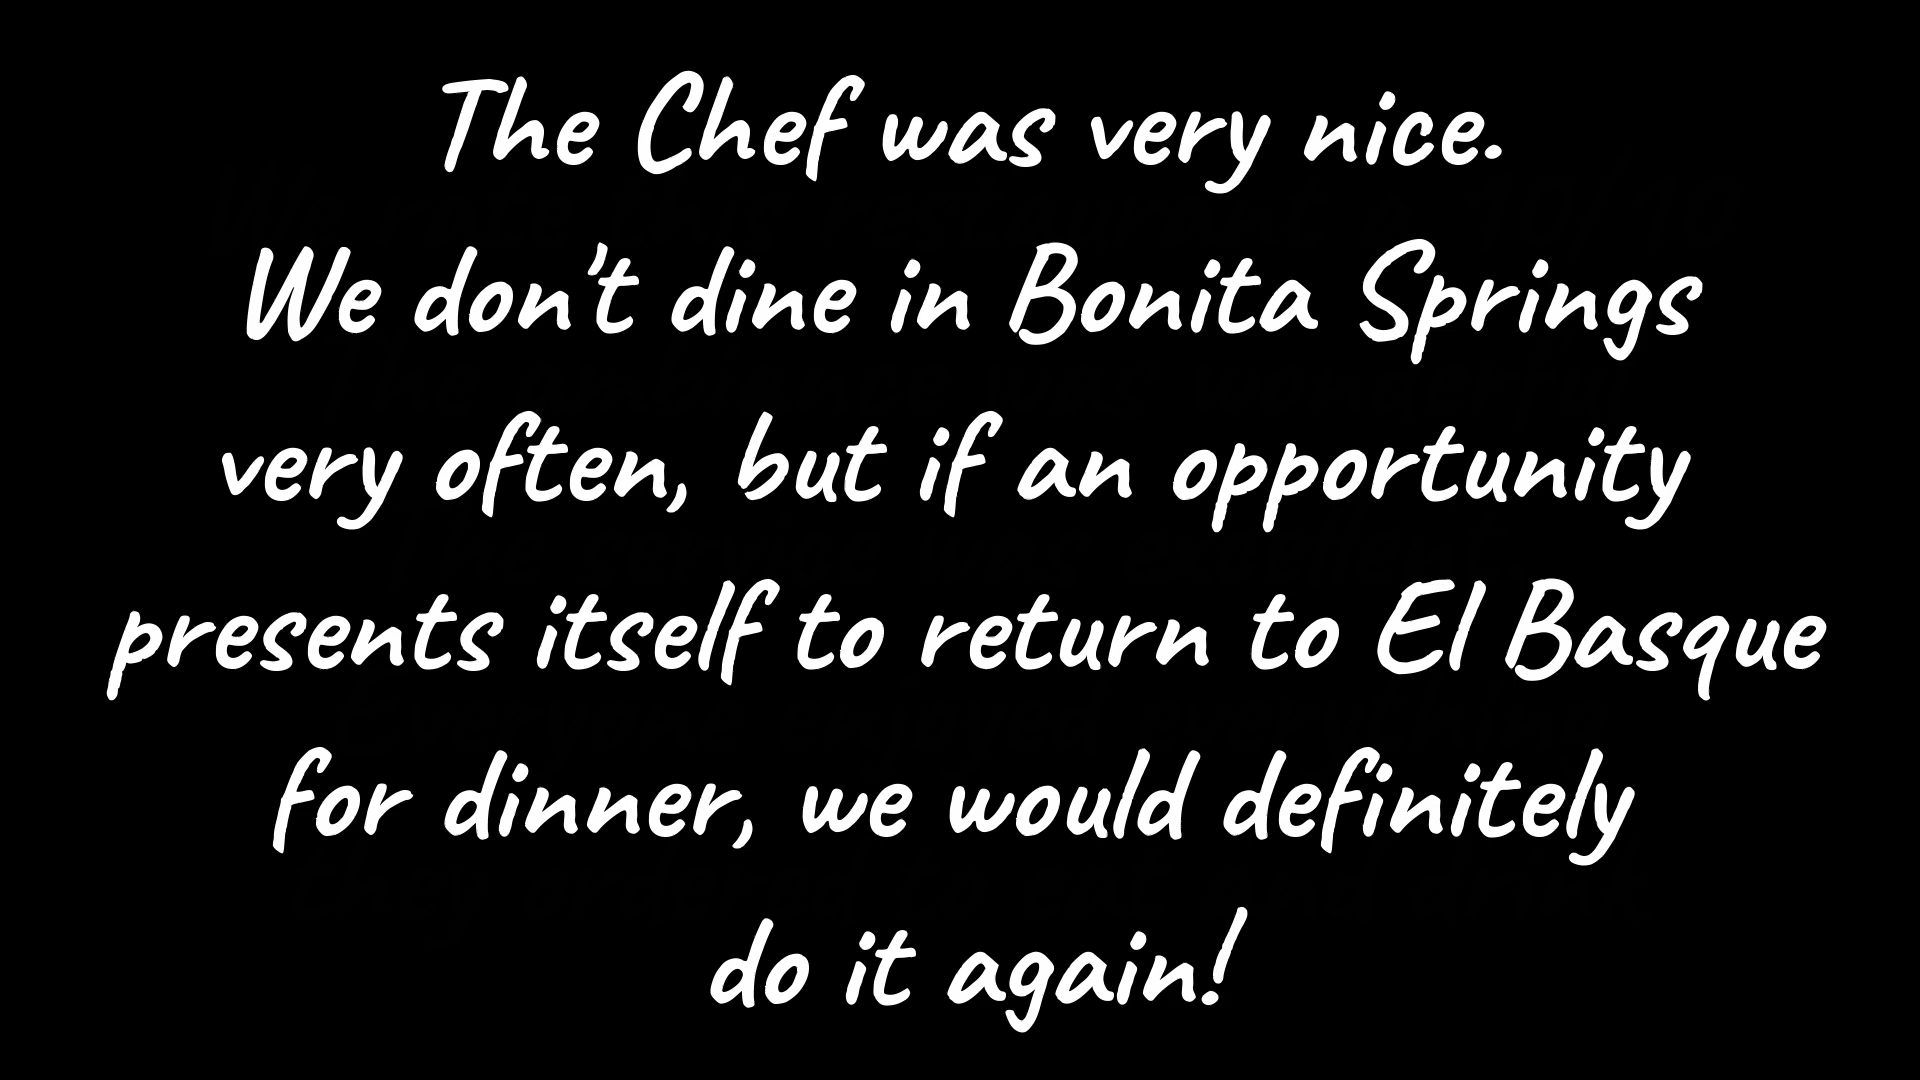 The Chef was very nice.
We don't dine in Bonita Springs
very often, but if an opportunity
presents itself to return to El Basque
for dinner, we would definitely
do it again!